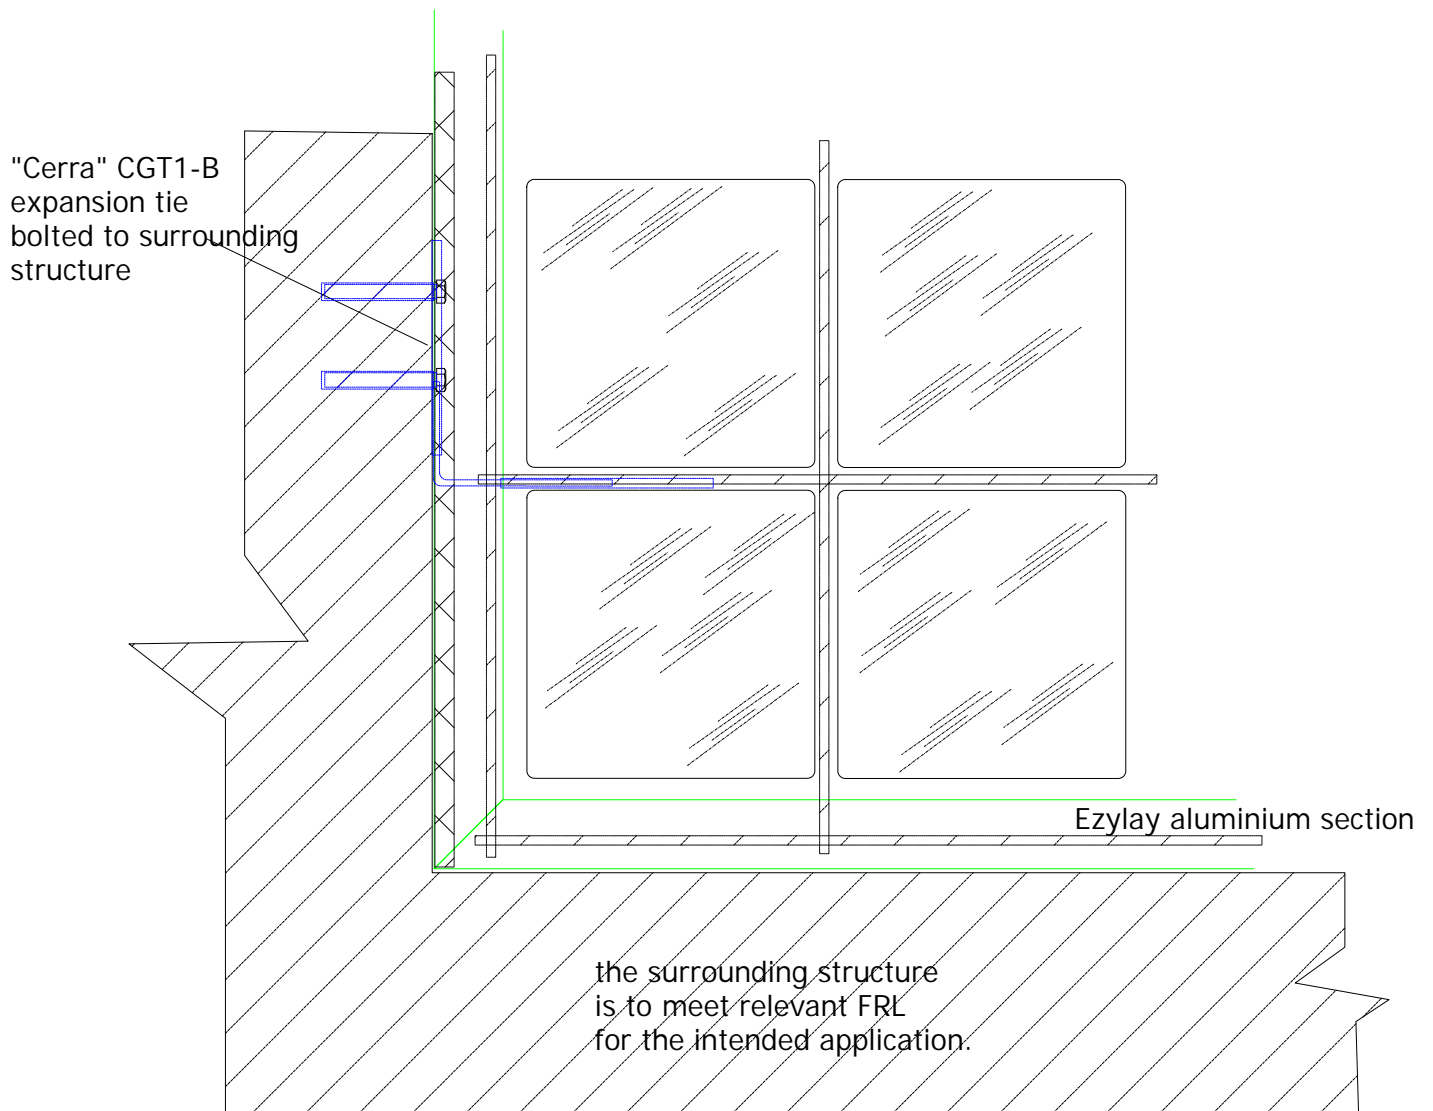 "Cerra" CGT1-B
expansion tie
bolted to surrounding
structure
Ezylay aluminium section
the surrounding structure
is to meet relevant FRL
for the intended application.